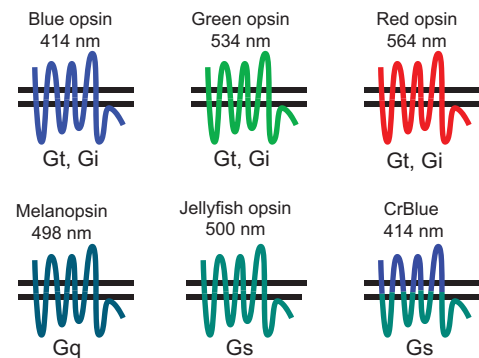 Blue opsin
414 nm
Green opsin
534 nm
Red opsin
564 nm
Gt, Gi
Gt, Gi
Gt, Gi
Melanopsin
498 nm
Jellyfish opsin
500 nm
CrBlue
414 nm
Gq
Gs
Gs